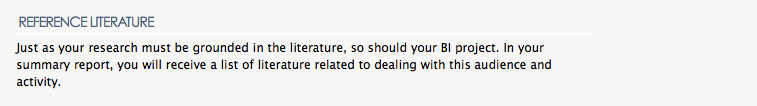 REFERENCE LITERATURE
Just as your research must be grounded in the literature, so should your BI project. In your
summary report, you will receive a list of literature related to dealing with this audience and
activity.